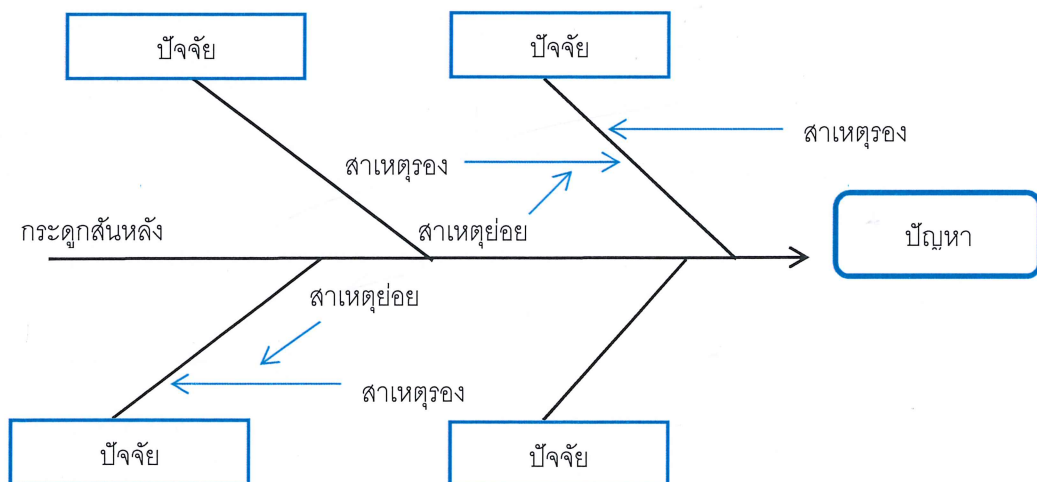 ปัจจัย
ปัจจัย
สาเหตุรอง
สาเหตุรอง
สาเหตุย่อย
กระดูกสันหลัง
ปัญหา
สาเหตุย่อย
สาเหตุรอง
ปัจจัย
ปัจจัย